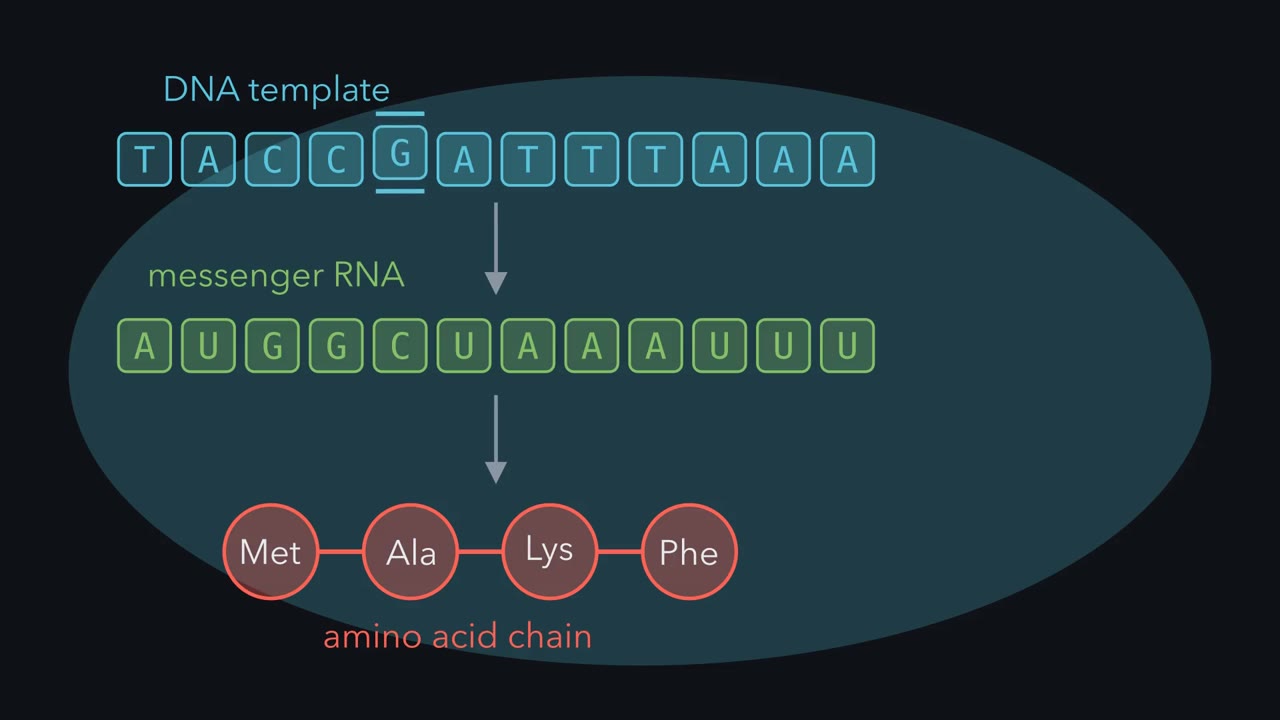 DNA template
T A C C G A T T T A A A
messenger RNA
A U G G C U A A A U U U
Met Ala Lys Phe
amino acid chain